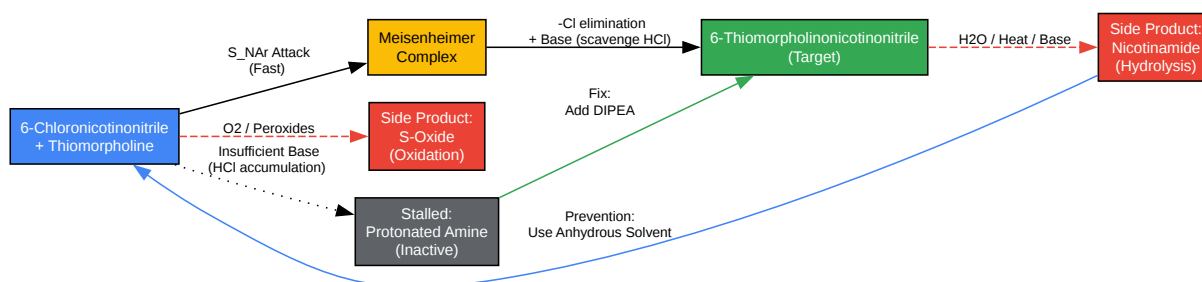 6-Chloronicotinonitrile
+ Thiomorpholine
S_NAr Attack
(Fast)
Meisenheimer
Complex
-Cl elimination
+ Base (scavenge HCl)
6-Thiomorpholinonicotinonitrile
(Target)
H2O / Heat / Base
Side Product:
Nicotinamide
(Hydrolysis)
O2 / Peroxides
Side Product:
S-Oxide
(Oxidation)
Insufficient Base
(HCl accumulation)
Stalled:
Protonated Amine
(Inactive)
Fix:
Add DIPEA
Prevention:
Use Anhydrous Solvent